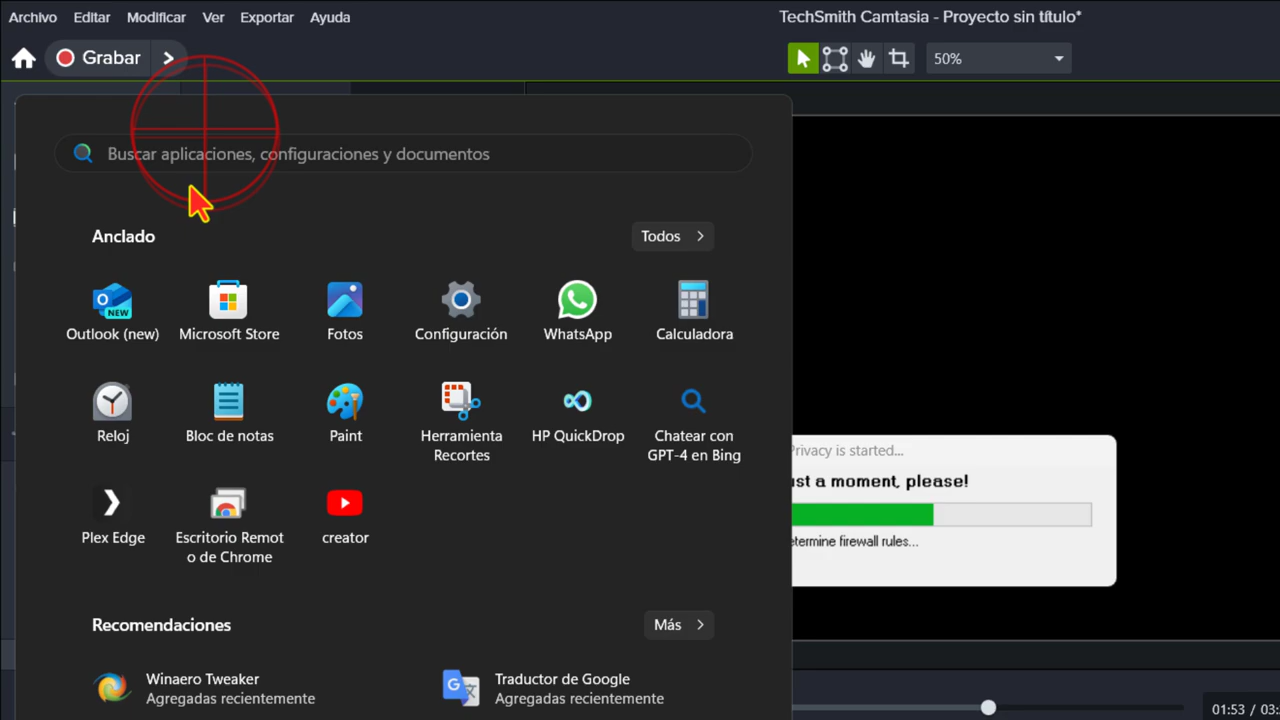 Archivo Editar Modificar Ver Exportar Ayuda
TechSmith Camtasia - Proyecto sin título*
Grabar
50%
Buscar aplicaciones, configuraciones y documentos
Anclado
Todos
Outlook (new)
Microsoft Store
Fotos
Configuración
WhatsApp
Calculadora
Reloj
Bloc de notas
Paint
Herramienta
Recortes
HP QuickDrop
Chatear con
GPT-4 en Bing
Plex Edge
Escritorio Remot
o de Chrome
creator
Privacy is started...
ust a moment, please!
etermine firewall rules...
Recomendaciones
Más
Winaero Tweaker
Agregadas recientemente
Traductor de Google
Agregadas recientemente
01:53 / 03: